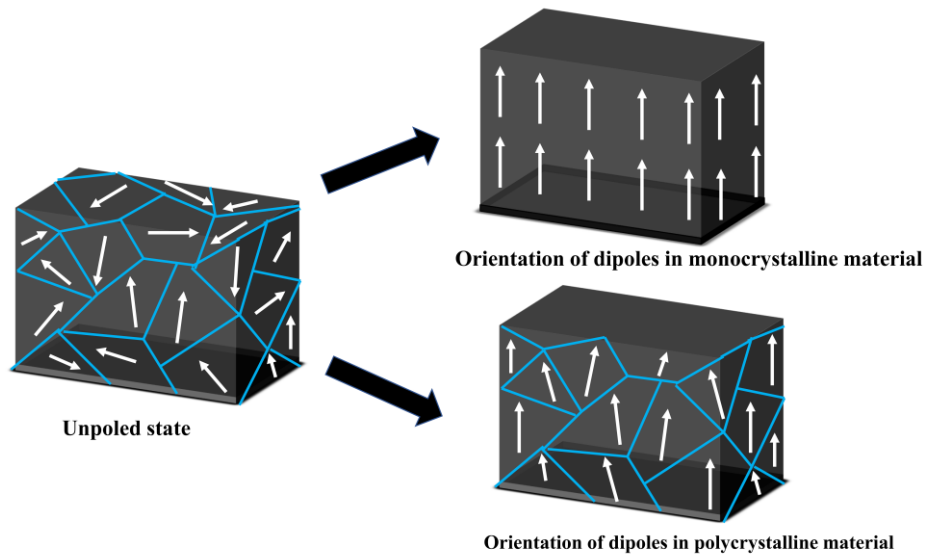 Orientation of dipoles in monocrystalline material
Unpoled state
Orientation of dipoles in polycrystalline material